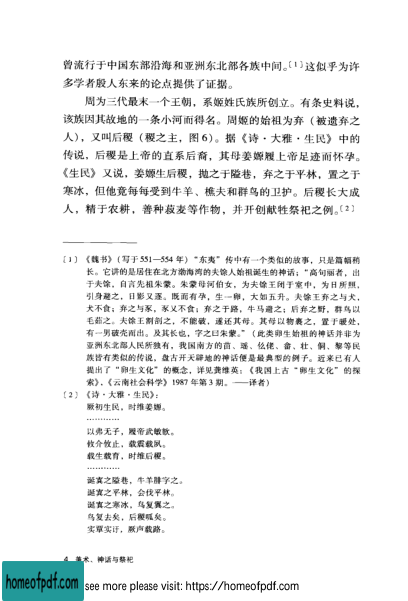 曾流行于中国东部沿海和亚洲东北部各族中间。〔1〕这似乎为许
多学者殷人东来的论点提供了证据。
周为三代最末一个王朝，系姬姓氏族所创立。有条史料说，
该族因其故地的一条小河而得名。周姬的始祖为弃（被遗弃之
人），又叫后稷（稷之主，图6）。据《诗·大雅·生民》中的
传说，后稷是上帝的直系后裔，其母姜嫄履上帝足迹而怀孕。
《生民》又说，姜嫄生后稷，抛之于隘巷，弃之于平林，置之于
寒冰，但他竟每每受到牛羊、樵夫和群鸟的卫护。后稷长大成
人，精于农耕，善种菽麦等作物，并开创献牲祭祀之例。〔2〕
〔1〕《魏书》（写于551—554年）“东夷”传中有一个类似的故事，只是篇幅稍
长。它讲的是居住在北方渤海湾的夫馀人始祖诞生的神话：“高句丽者，出
于夫馀，自言先祖朱蒙。朱蒙母河伯女，为夫馀王闭于室中，为日所照，
引身避之，日影又逐。既而有孕，生一卵，大如五升。夫馀王弃之与犬，
犬不食；弃之与豕，豕又不食；弃之于路，牛马避之；后弃之野，群鸟以
毛茹之。夫馀王割剖之，不能破，遂还其母。其母以物裹之，置于暖处，
有一男破壳而出。及其长也，字之曰朱蒙。”（此类卵生始祖的神话并非为
亚洲东北部人民所独有，我国南方的苗、瑶、仫佬、畲、壮、侗、黎等民
族皆有类似的传说，盘古开天辟地的神话便是最典型的例子。近来已有人
提出了“卵生文化”的概念，详见龚维英：《我国上古“卵生文化”的探
索》，《云南社会科学》1987年第3期。——译者）
〔2〕《诗·大雅·生民》：
厥初生民，时维姜嫄。
…………
以弗无子，履帝武敏歆。
攸介攸止，载震载夙。
载生载育，时维后稷。
…………
诞寘之隘巷，牛羊腓字之。
诞寘之平林，会伐平林。
诞寘之寒冰，鸟复翼之。
鸟复去矣，后稷呱矣。
实覃实訏，厥声载路。
4 美术、神话与祭祀
homeofpdf.com
see more please visit: https://homeofpdf.com